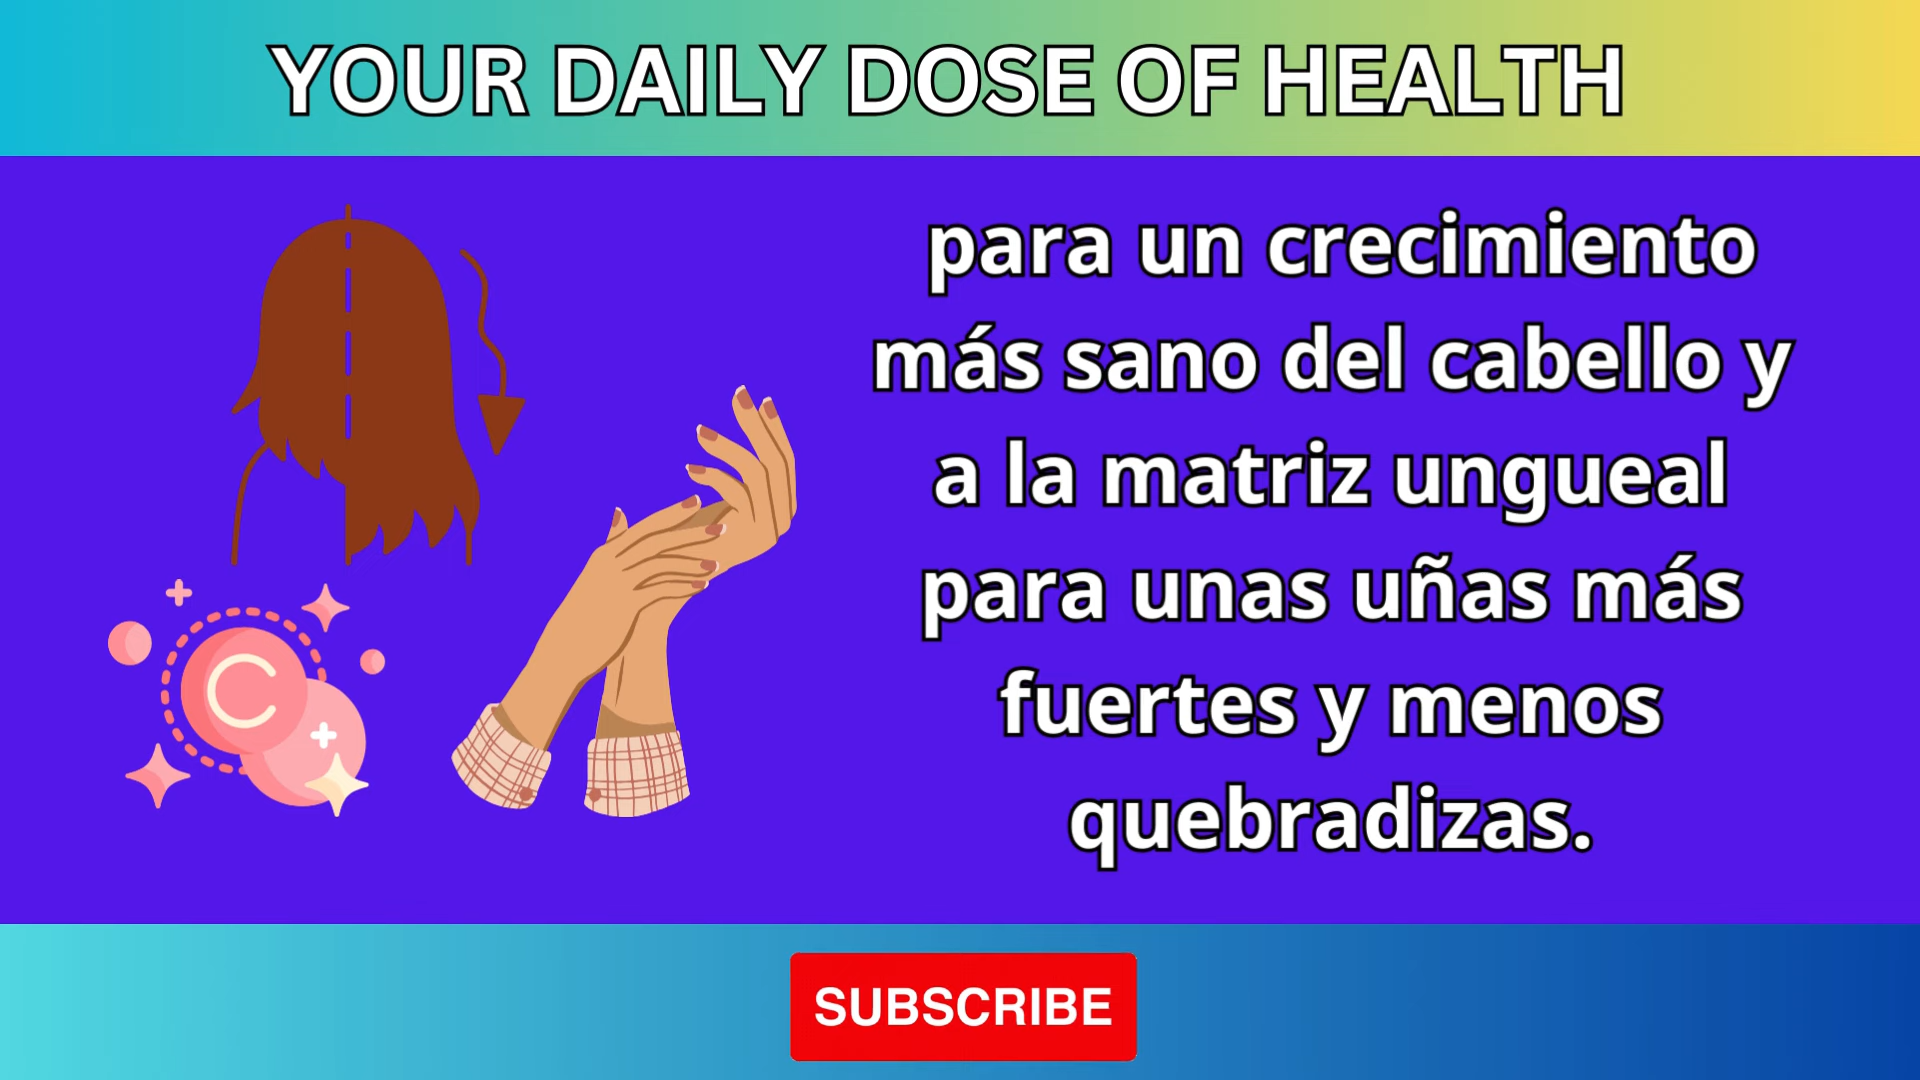 YOUR DAILY DOSE OF HEALTH
para un crecimiento
más sano del cabello y
a la matriz ungueal
para unas uñas más
fuertes y menos
quebradizas.
C
SUBSCRIBE